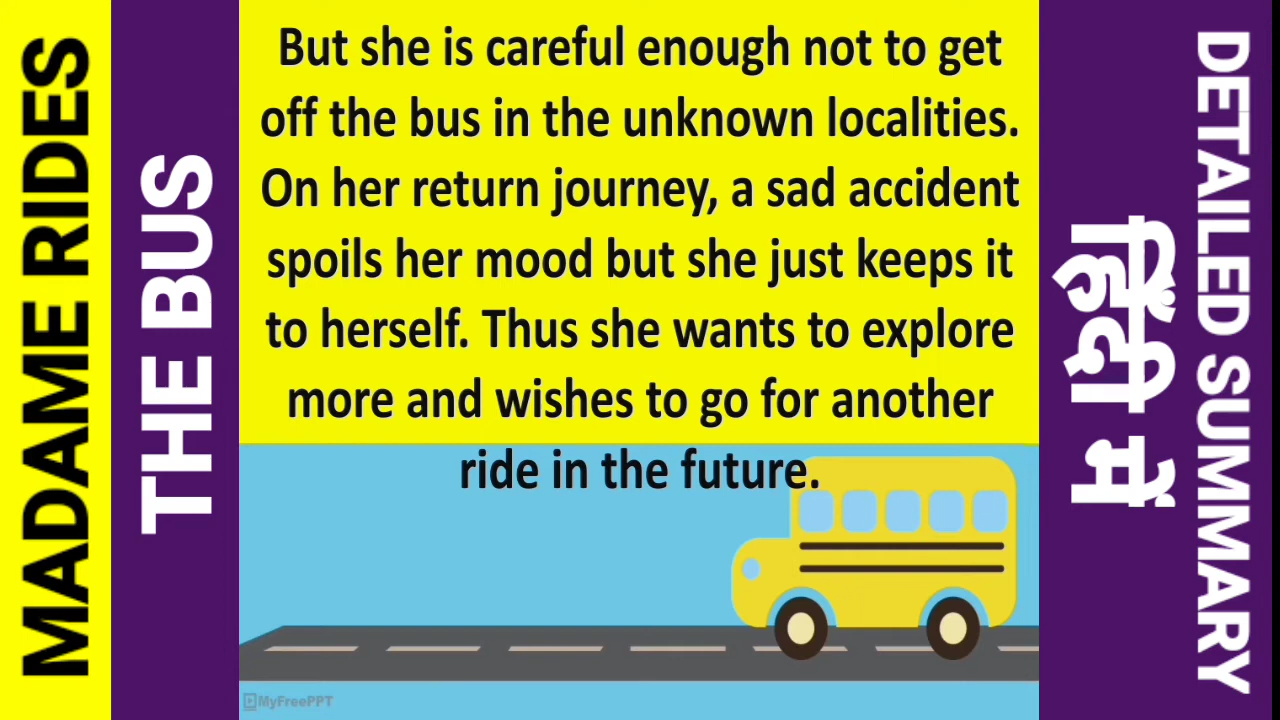 MADAME RIDES
THE BUS
But she is careful enough not to get
off the bus in the unknown localities.
On her return journey, a sad accident
spoils her mood but she just keeps it
to herself. Thus she wants to explore
more and wishes to go for another
ride in the future.
MyFreePPT
हिंदी में
DETAILED SUMMARY